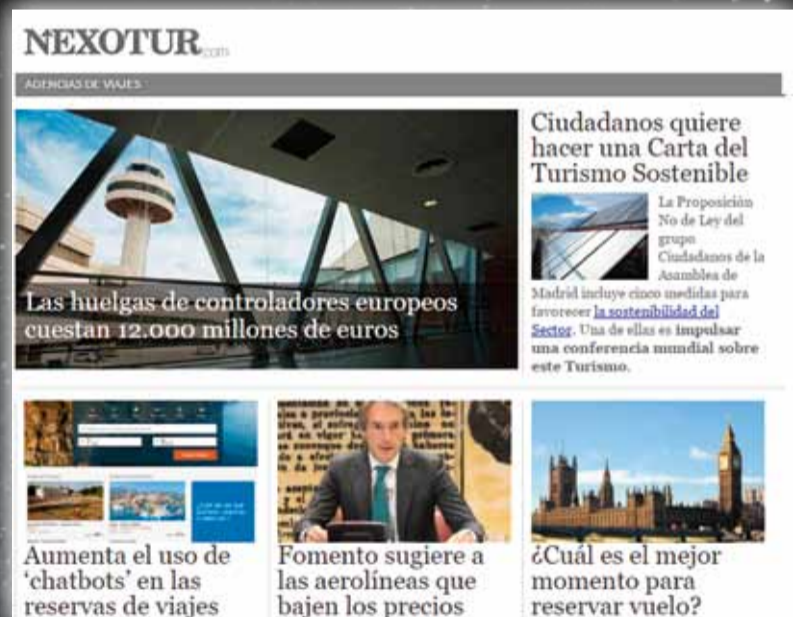 NEXOTUR.com
AGENCIAS DE VIAJES
Las huelgas de controladores europeos
cuestan 12.000 millones de euros
Ciudadanos quiere
hacer una Carta del
Turismo Sostenible
La Proposición
No de Ley del
grupo
Ciudadanos de la
Asamblea de
Madrid incluye cinco medidas para
favorecer la sostenibilidad del
Sector. Una de ellas es impulsar
una conferencia mundial sobre
este Turismo.
Aumenta el uso de
‘chatbots’ en las
reservas de viajes
Fomento sugiere a
las aerolíneas que
bajen los precios
¿Cuál es el mejor
momento para
reservar vuelo?